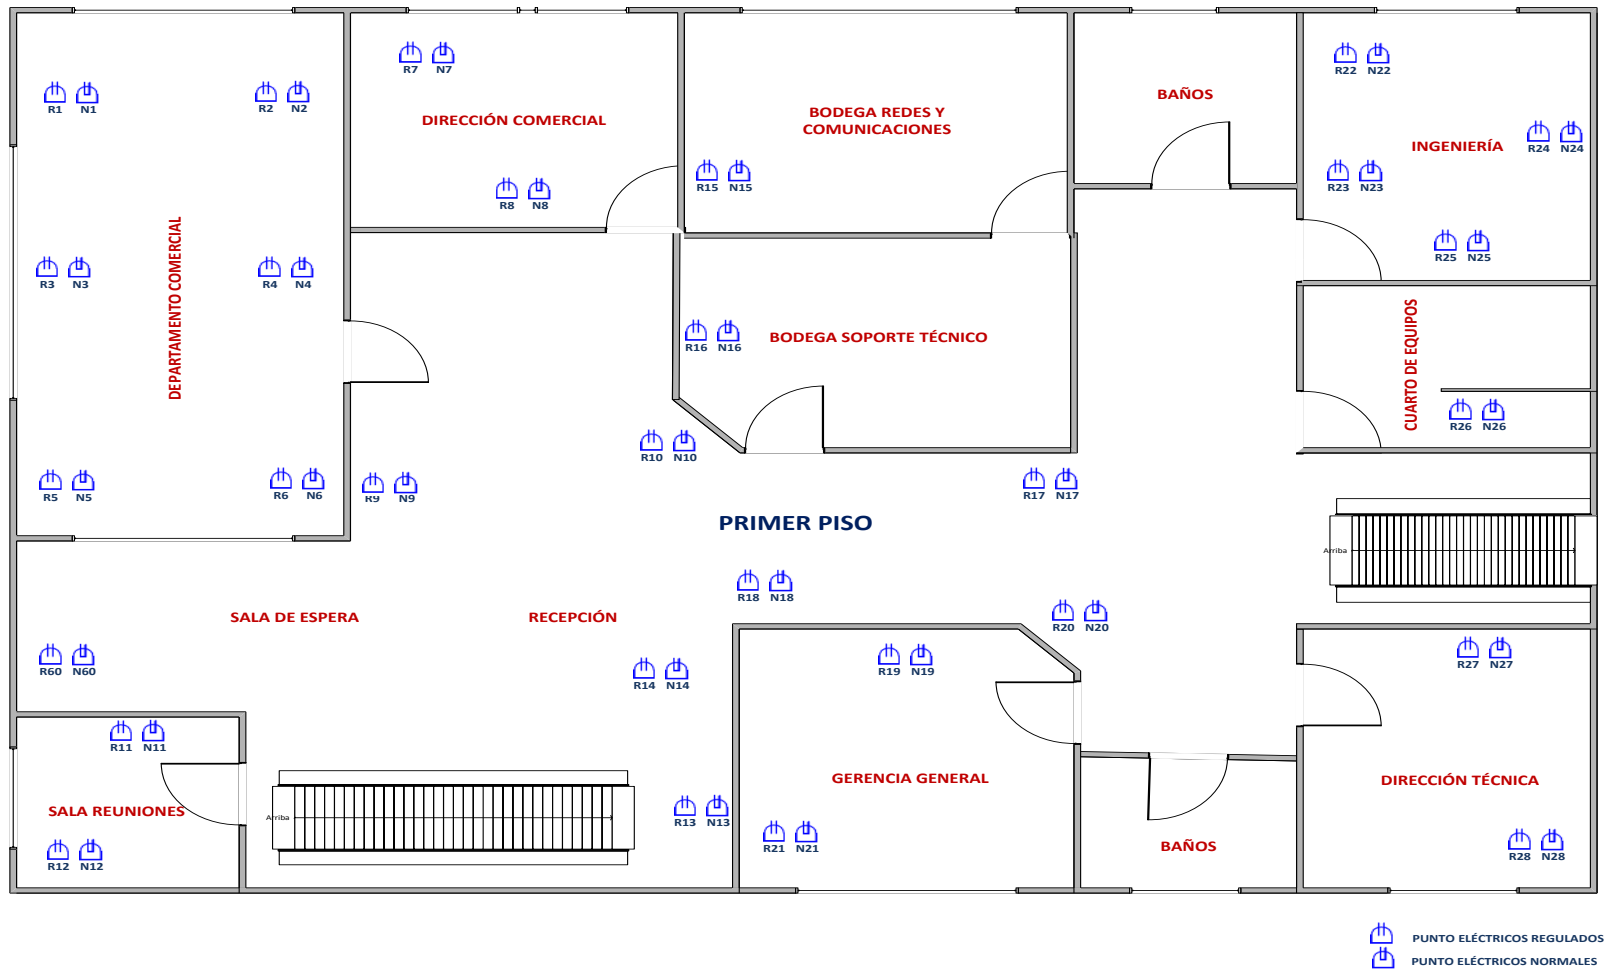 R7 N7
R22 N22
R1 N1
R2 N2
BAÑOS
DIRECCIÓN COMERCIAL
BODEGA REDES Y
COMUNICACIONES
INGENIERÍA
R24 N24
R15 N15
R23 N23
R8 N8
DEPARTAMENTO COMERCIAL
R25 N25
R3 N3
R4 N4
R16 N16
BODEGA SOPORTE TÉCNICO
CUARTO DE EQUIPOS
R26 N26
R10 N10
R5 N5
R6 N6
R9 N9
R17 N17
PRIMER PISO
Arriba
R18 N18
SALA DE ESPERA
RECEPCIÓN
R20 N20
R60 N60
R14 N14
R19 N19
R27 N27
R11 N11
GERENCIA GENERAL
DIRECCIÓN TÉCNICA
SALA REUNIONES
Arriba
R13 N13
R21 N21
BAÑOS
R12 N12
R28 N28
PUNTO ELÉCTRICOS REGULADOS
PUNTO ELÉCTRICOS NORMALES